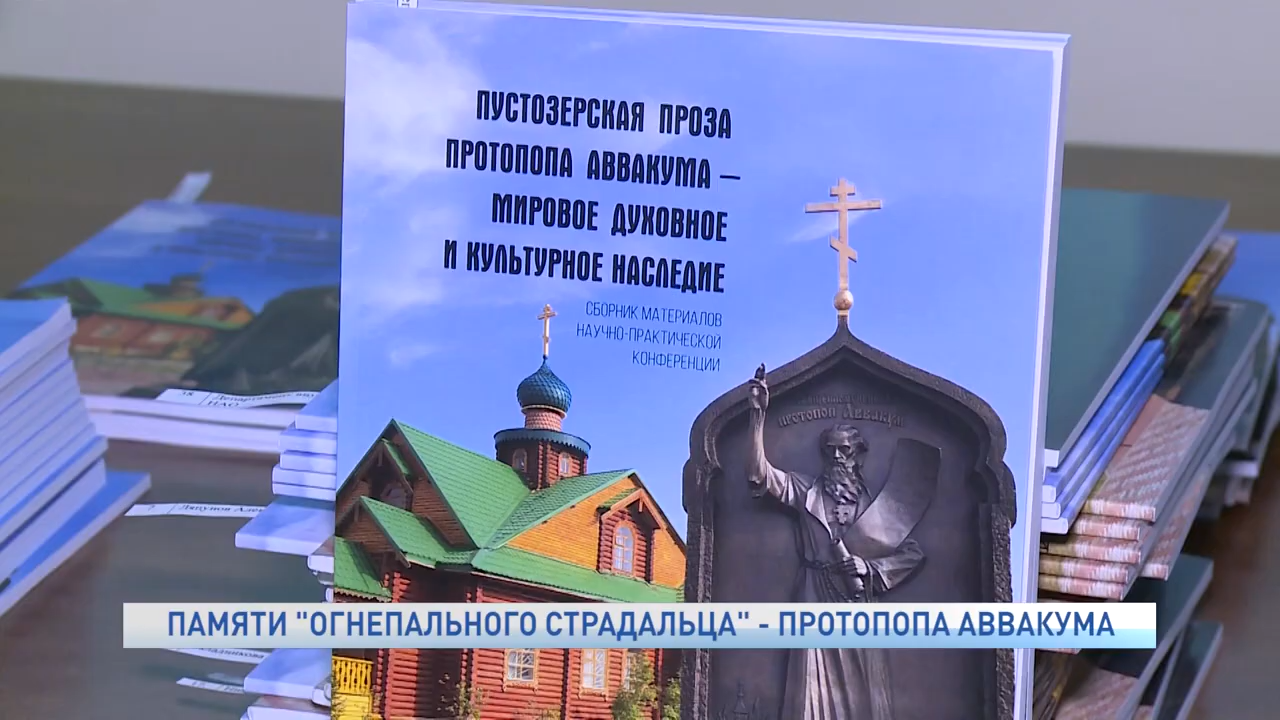 ПУСТОЗЕРСКАЯ ПРОЗА
ПРОТОПОПА АВВАКУМА –
МИРОВОЕ ДУХОВНОЕ
И КУЛЬТУРНОЕ НАСЛЕДИЕ
СБОРНИК МАТЕРИАЛОВ
НАУЧНО-ПРАКТИЧЕСКОЙ
КОНФЕРЕНЦИИ
протопоп Аввакум
НАО
ПАМЯТИ "ОГНЕПАЛЬНОГО СТРАДАЛЬЦА" - ПРОТОПОПА АВВАКУМА